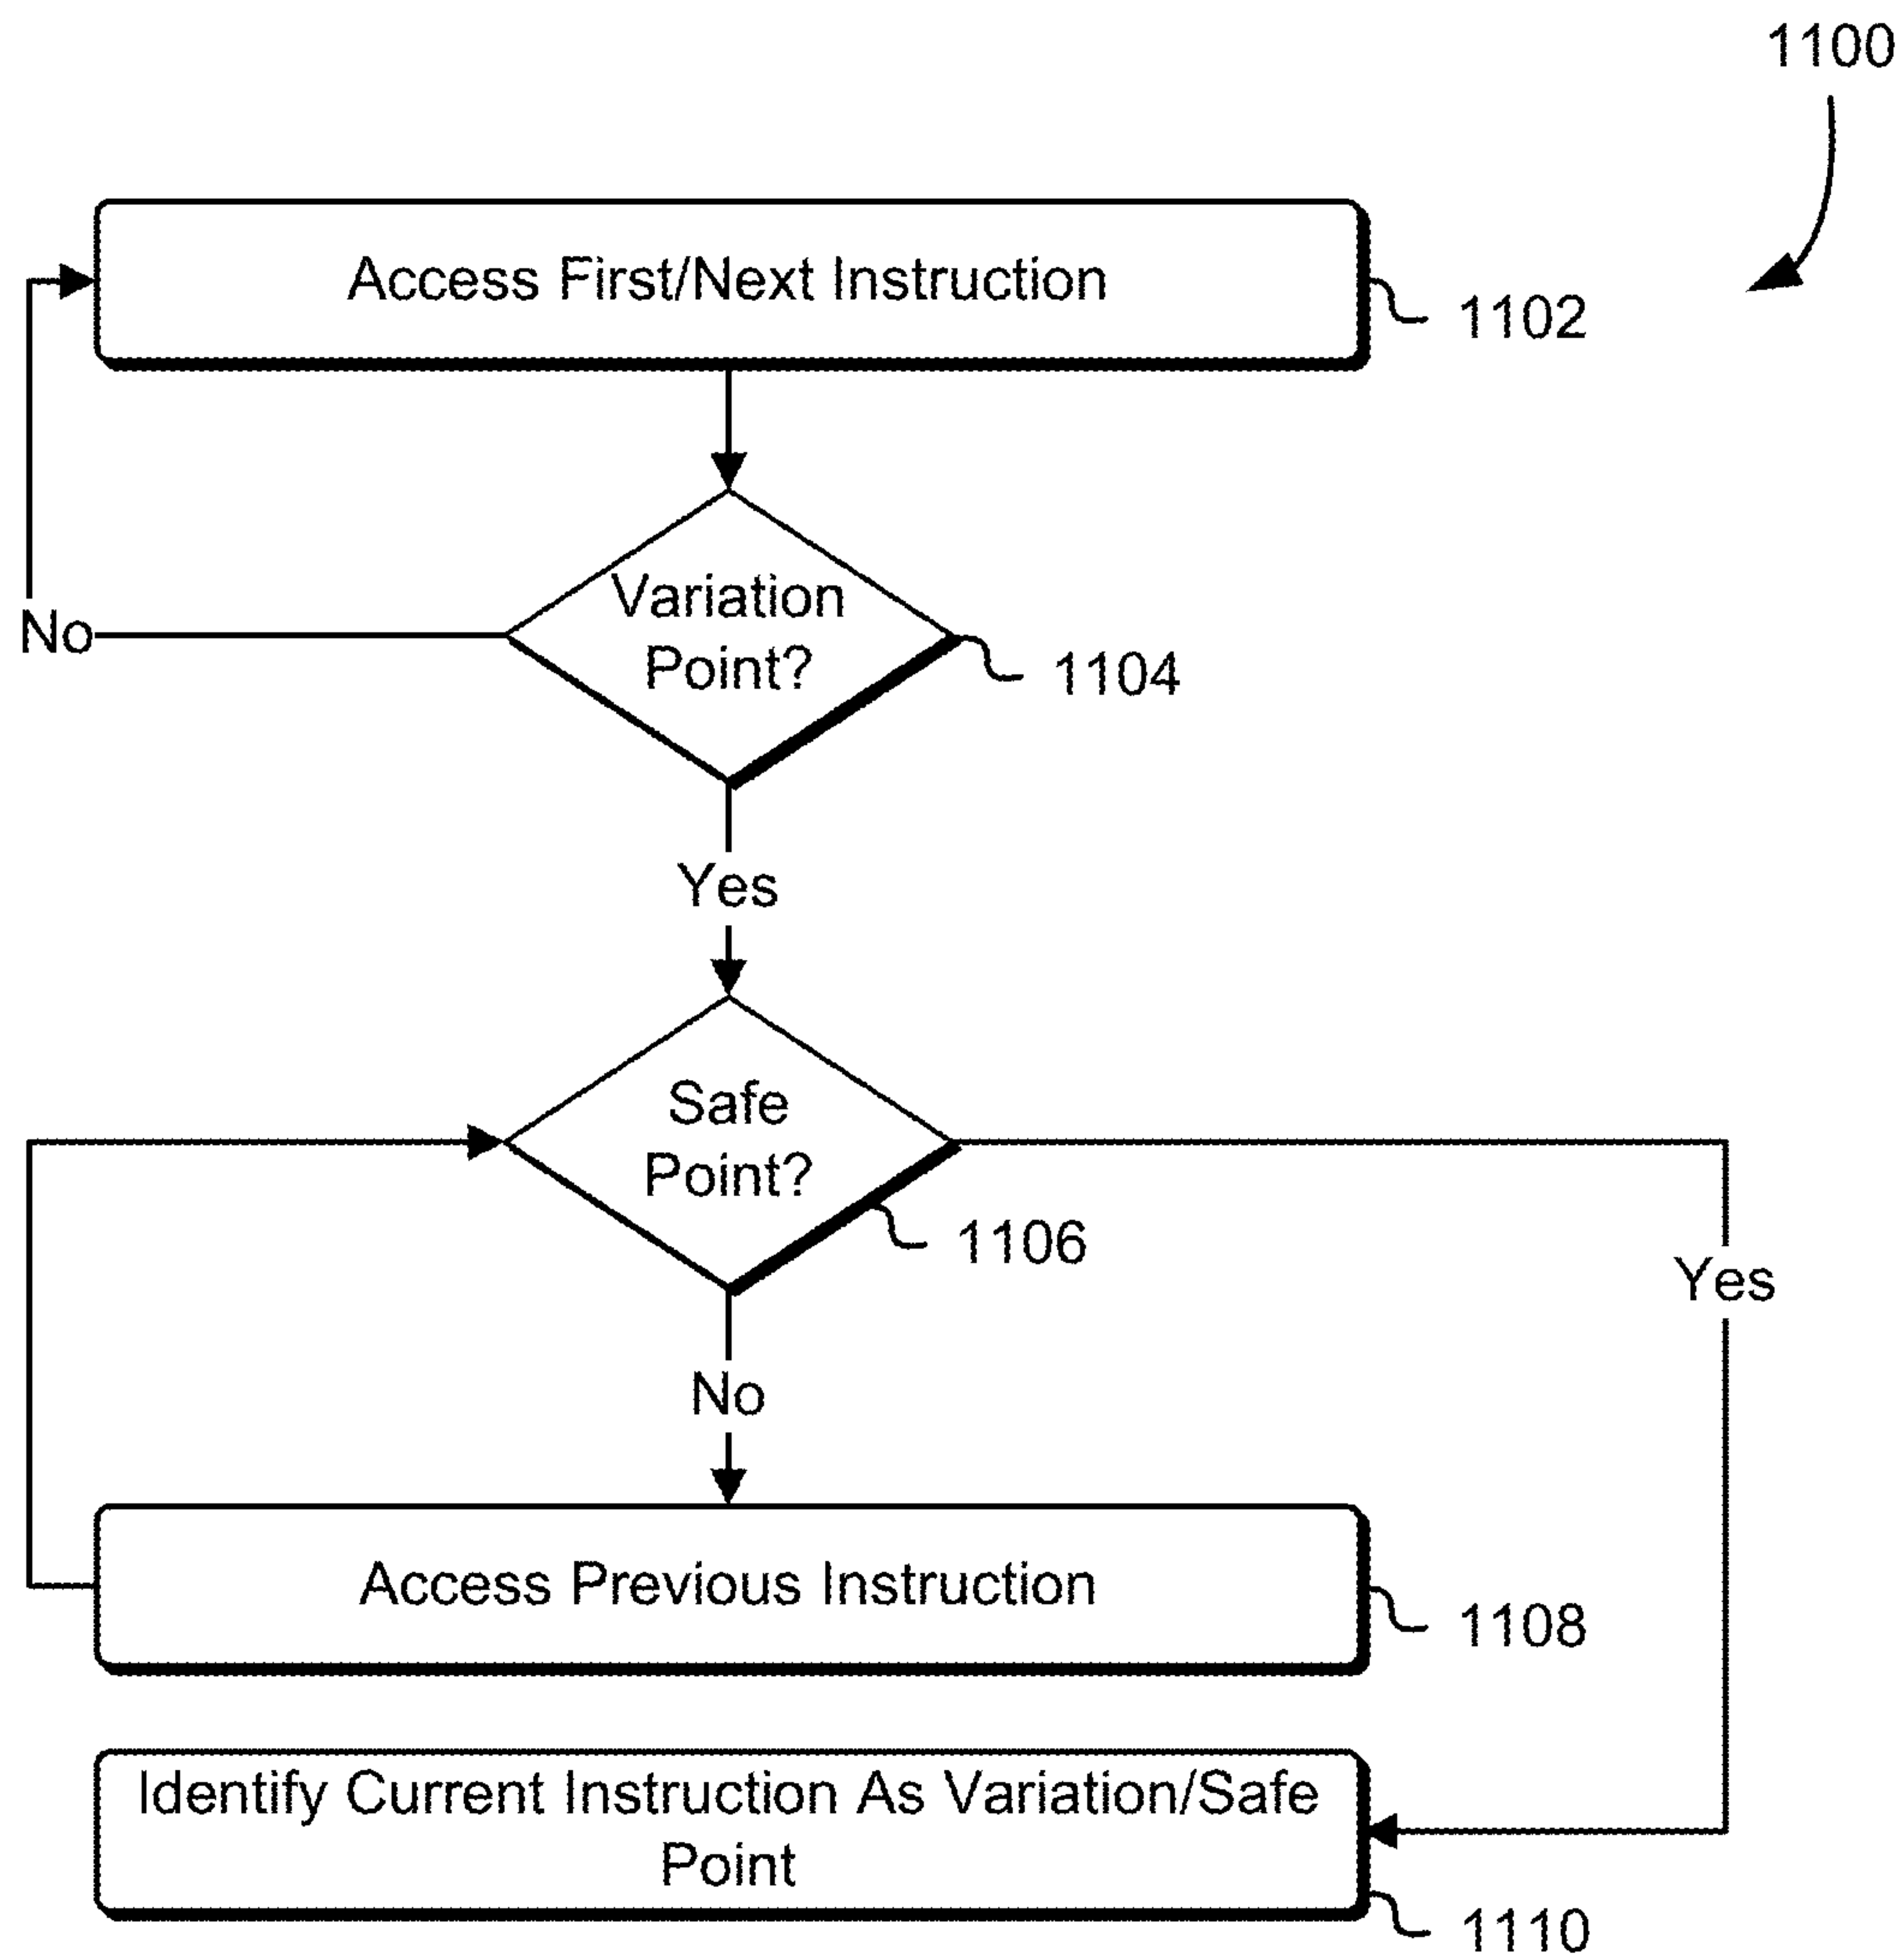 1100
Access First/Next Instruction
1102
Variation
Point?
1104
No
Yes
Safe
Point?
1106
Yes
No
Access Previous Instruction
1108
Identify Current Instruction As Variation/Safe
Point
1110